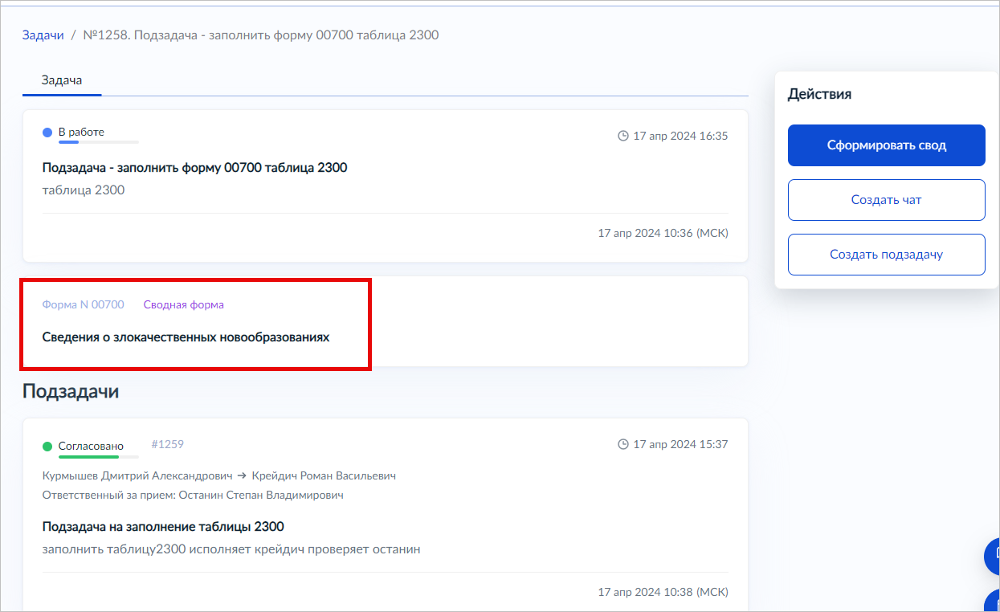 Задачи / №1258. Подзадача - заполнить форму 00700 таблица 2300
Задача
В работе
17 апр 2024 16:35
Подзадача - заполнить форму 00700 таблица 2300
таблица 2300
17 апр 2024 10:36 (МСК)
Форма N 00700 Сводная форма
Сведения о злокачественных новообразованиях
Подзадачи
Согласовано #1259
17 апр 2024 15:37
Курмышев Дмитрий Александрович → Крейдич Роман Васильевич
Ответственный за прием: Останин Степан Владимирович
Подзадача на заполнение таблицы 2300
заполнить таблицу2300 исполняет крейдич проверяет останин
17 апр 2024 10:38 (МСК)
Действия
Сформировать свод
Создать чат
Создать подзадачу